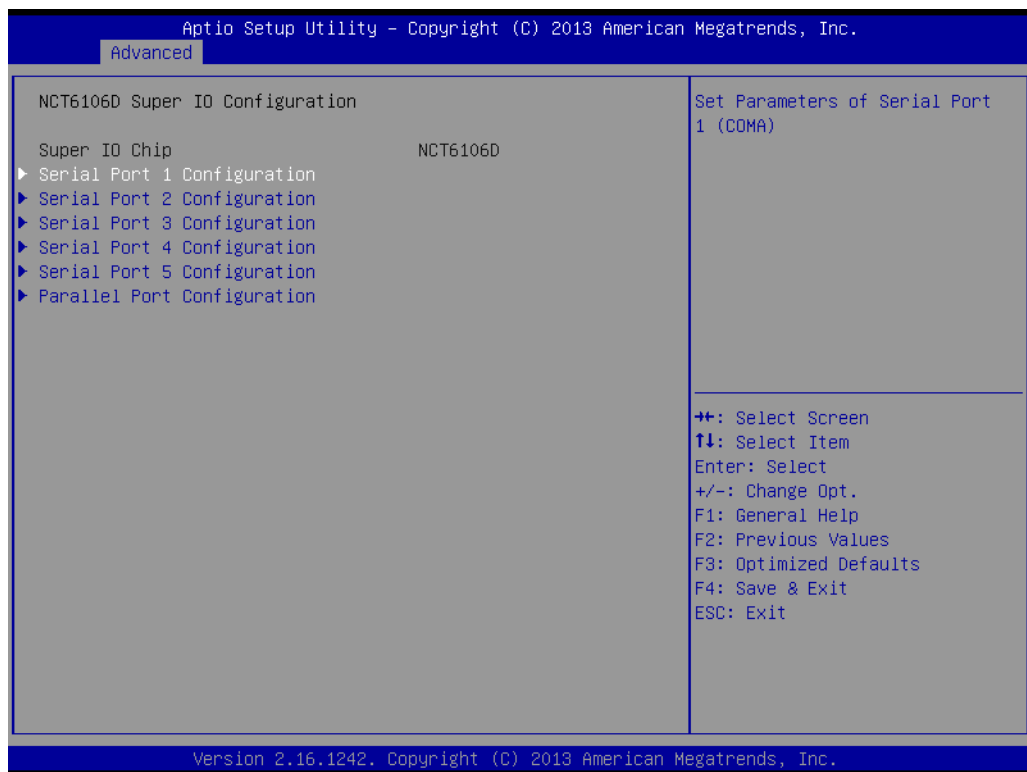 Aptio Setup Utility – Copyright (C) 2013 American Megatrends, Inc.
Advanced
NCT6106D Super IO Configuration
Super IO Chip NCT6106D
Serial Port 1 Configuration
Serial Port 2 Configuration
Serial Port 3 Configuration
Serial Port 4 Configuration
Serial Port 5 Configuration
Parallel Port Configuration
Set Parameters of Serial Port
1 (COMA)
→←: Select Screen
↑↓: Select Item
Enter: Select
+/-: Change Opt.
F1: General Help
F2: Previous Values
F3: Optimized Defaults
F4: Save & Exit
ESC: Exit
Version 2.16.1242. Copyright (C) 2013 American Megatrends, Inc.